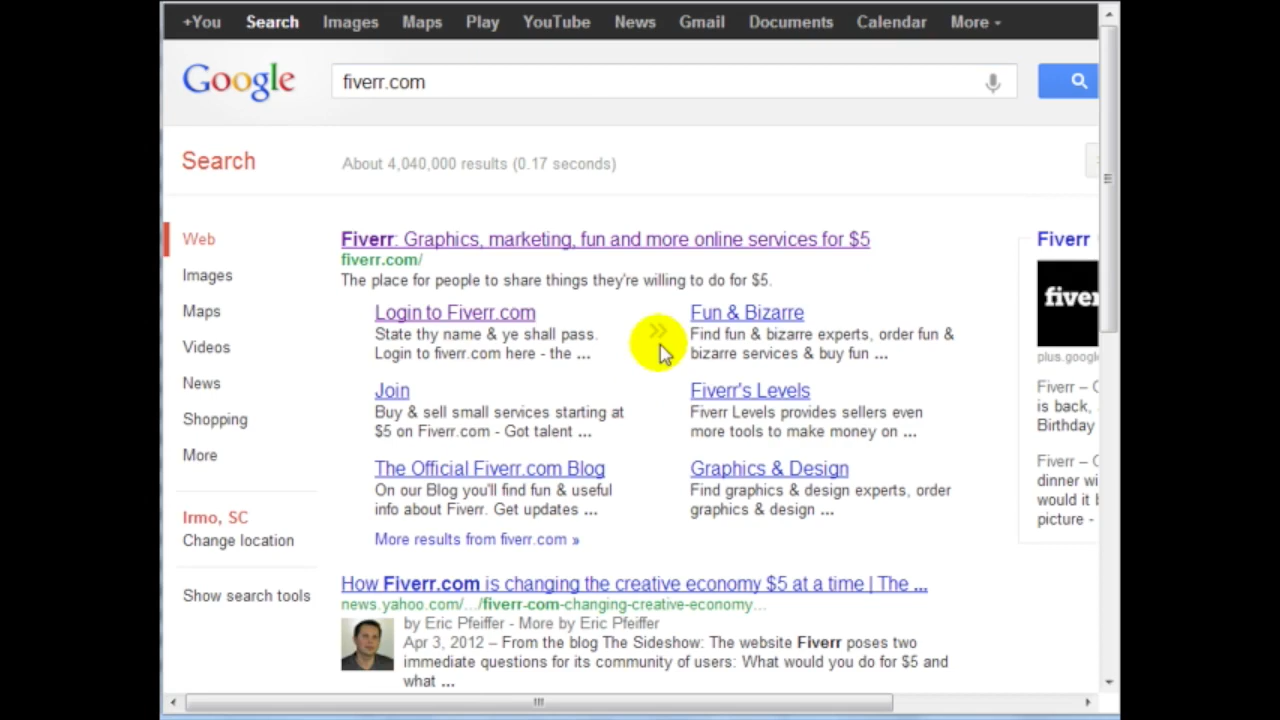 +You Search Images Maps Play YouTube News Gmail Documents Calendar More
Google
fiverr.com
Search
About 4,040,000 results (0.17 seconds)
Web
Images
Maps
Videos
News
Shopping
More
Irmo, SC
Change location
Show search tools
Fiverr: Graphics, marketing, fun and more online services for $5
fiverr.com/
The place for people to share things they're willing to do for $5.
Login to Fiverr.com
State thy name & ye shall pass.
Login to fiverr.com here - the ...
Fun & Bizarre
Find fun & bizarre experts, order fun &
bizarre services & buy fun ...
Join
Buy & sell small services starting at
$5 on Fiverr.com - Got talent ...
Fiverr's Levels
Fiverr Levels provides sellers even
more tools to make money on ...
The Official Fiverr.com Blog
On our Blog you'll find fun & useful
info about Fiverr. Get updates ...
Graphics & Design
Find graphics & design experts, order
graphics & design ...
More results from fiverr.com »
How Fiverr.com is changing the creative economy $5 at a time | The ...
news.yahoo.com/.../fiverr-com-changing-creative-economy...
by Eric Pfeiffer - More by Eric Pfeiffer
Apr 3, 2012 – From the blog The Sideshow: The website Fiverr poses two
immediate questions for its community of users: What would you do for $5 and
what ...
Fiverr
fiver
plus.google
Fiverr –
is back,
Birthday
Fiverr –
dinner wi
would it b
picture -